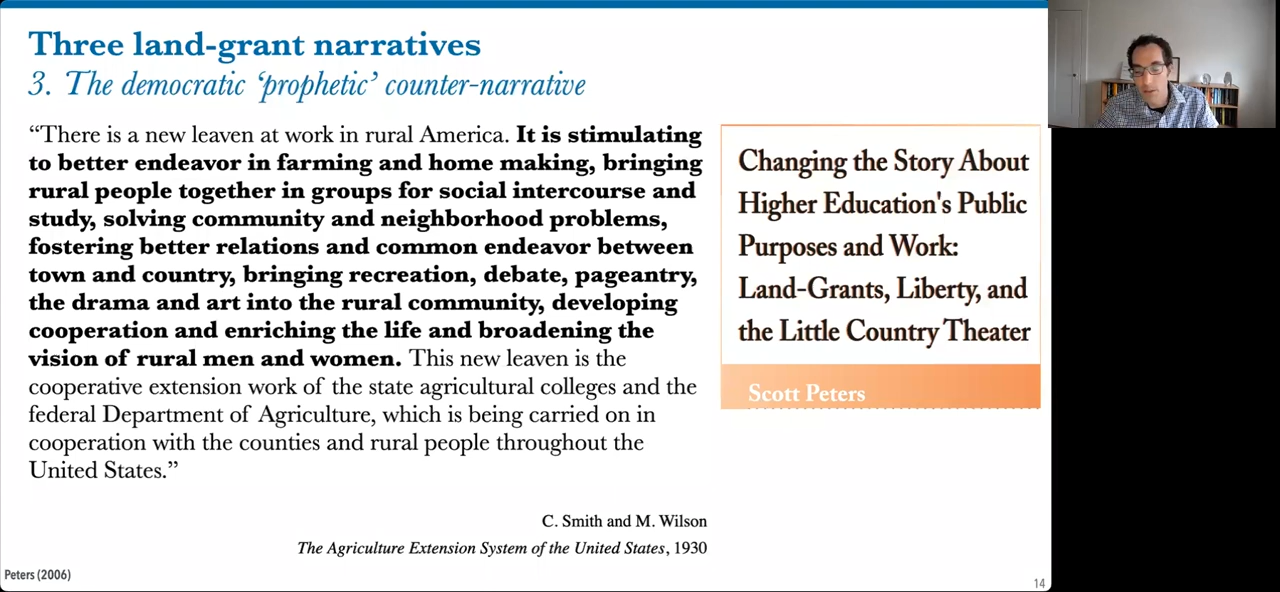 Three land-grant narratives
3. The democratic ‘prophetic’ counter-narrative
“There is a new leaven at work in rural America. It is stimulating
to better endeavor in farming and home making, bringing
rural people together in groups for social intercourse and
study, solving community and neighborhood problems,
fostering better relations and common endeavor between
town and country, bringing recreation, debate, pageantry,
the drama and art into the rural community, developing
cooperation and enriching the life and broadening the
vision of rural men and women. This new leaven is the
cooperative extension work of the state agricultural colleges and the
federal Department of Agriculture, which is being carried on in
cooperation with the counties and rural people throughout the
United States.”
C. Smith and M. Wilson
The Agriculture Extension System of the United States, 1930
Changing the Story About
Higher Education's Public
Purposes and Work:
Land-Grants, Liberty, and
the Little Country Theater
Scott Peters
Peters (2006)
14